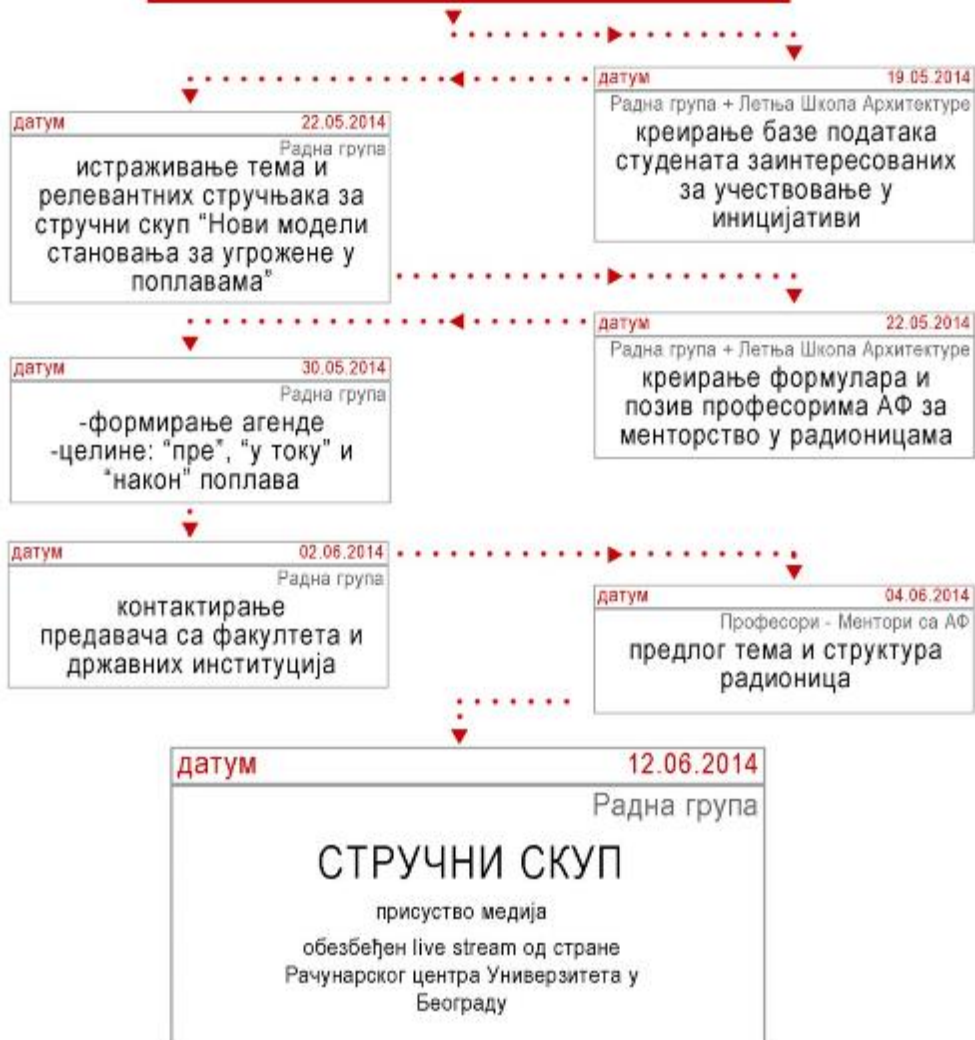 датум 19.05.2014
Радна група + Летња Школа Архитектуре
креирање базе података
студената заинтересованих
за учествовање у
иницијативи
датум 22.05.2014
Радна група
истраживање тема и
релевантних стручњака за
стручни скуп “Нови модели
становања за угрожене у
поплавама”
датум 22.05.2014
Радна група + Летња Школа Архитектуре
креирање формулара и
позив професорима АФ за
менторство у радионицама
датум 30.05.2014
Радна група
-формирање агенде
-целине: “пре”, “у току” и
“након” поплава
датум 02.06.2014
Радна група
контактирање
предавача са факултета и
државних институција
датум 04.06.2014
Професори - Ментори са АФ
предлог тема и структура
радионица
датум 12.06.2014
Радна група
СТРУЧНИ СКУП
присуство медија
обезбеђен live stream од стране
Рачунарског центра Универзитета у
Београду